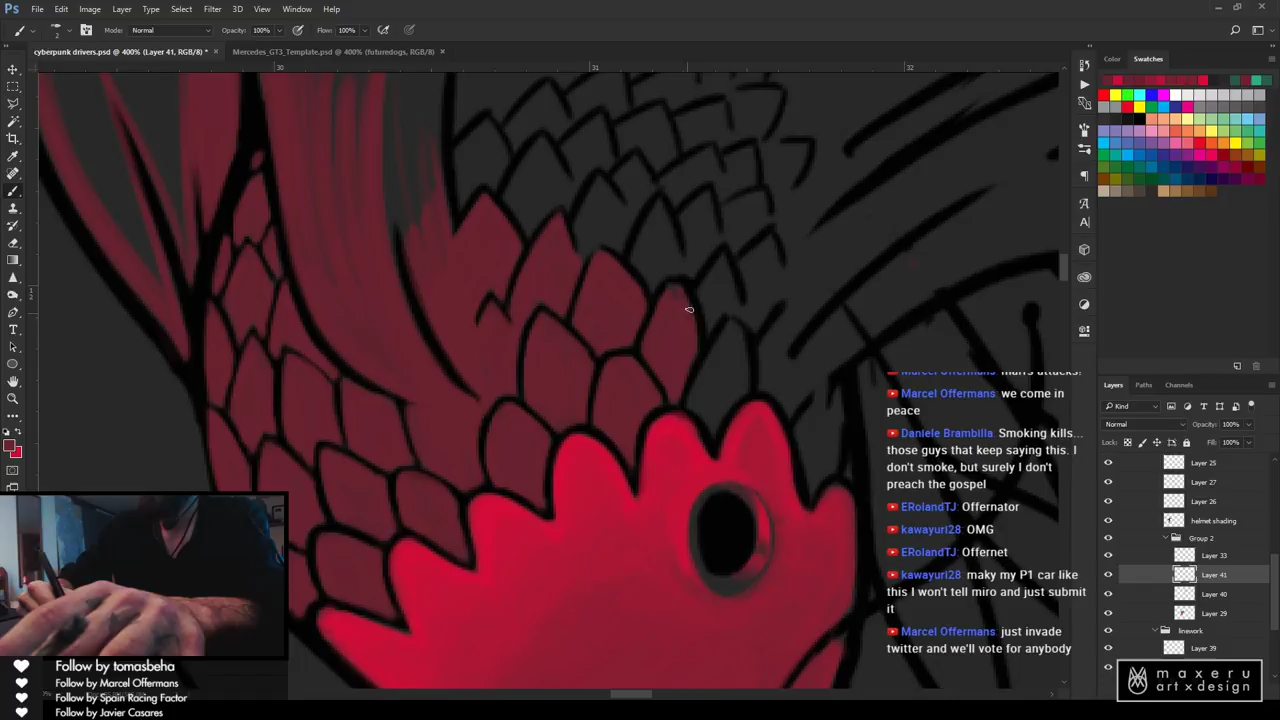 Ps File Edit Image Layer Type Select Filter 3D View Window Help
2 Mode: Normal Opacity: 100% Flow: 100%
cyberpunk drivers.psd @ 400% (Layer 41, RGB/8) * × Mercedes_GT3_Template.psd @ 400% (futuredogs, RGB/8) ×
30 31 32
Color Swatches
Layers Paths Channels
Kind
Normal Opacity: 100%
Lock: Fill: 100%
Layer 25
Layer 27
Layer 26
helmet shading
Group 2
Layer 33
Layer 41
Layer 40
Layer 29
linework
Layer 39
Marcel Offermans: mars attacks!
Marcel Offermans: we come in
peace
Daniele Brambilla: Smoking kills...
those guys that keep saying this. I
don't smoke, but surely I don't
preach the gospel
ERolandTJ: Offernator
kawayuri28: OMG
ERolandTJ: Offernet
kawayuri28: maky my P1 car like
this I won't tell miro and just submit
it
Marcel Offermans: just invade
twitter and we'll vote for anybody
Follow by tomasbeha
Follow by Marcel Offermans
Follow by Spain Racing Factor
Follow by Javier Casares
maxeru
art x design